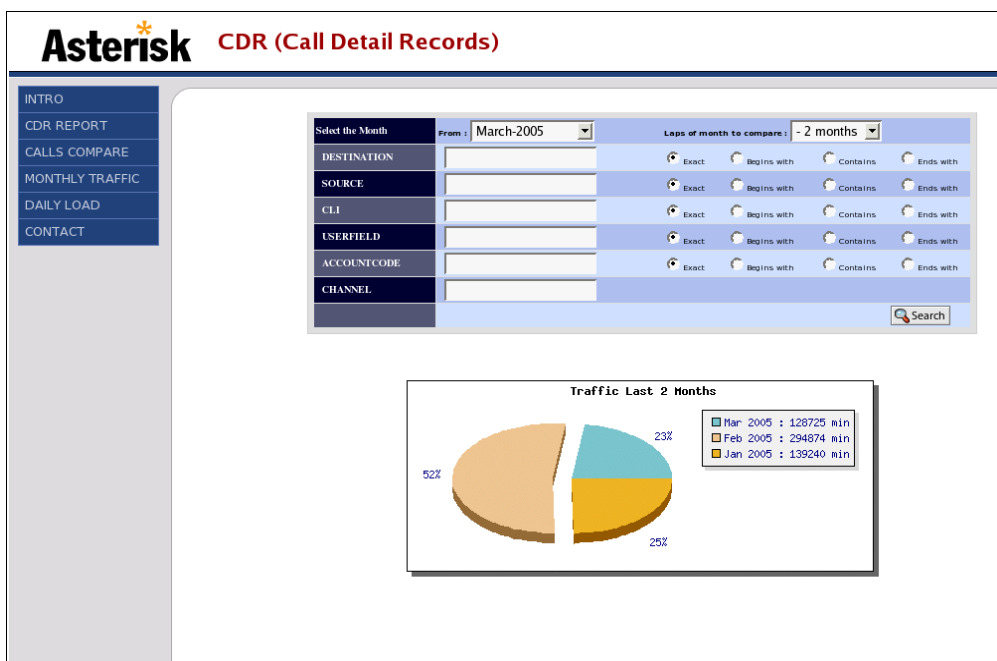 Asterisk CDR (Call Detail Records)
INTRO
CDR REPORT
CALLS COMPARE
MONTHLY TRAFFIC
DAILY LOAD
CONTACT
Select the Month From : March-2005 Laps of month to compare : - 2 months
DESTINATION Exact Begins with Contains Ends with
SOURCE Exact Begins with Contains Ends with
CLI Exact Begins with Contains Ends with
USERFIELD Exact Begins with Contains Ends with
ACCOUNTCODE Exact Begins with Contains Ends with
CHANNEL
Search
Traffic Last 2 Months
Mar 2005 : 128725 min
Feb 2005 : 294874 min
Jan 2005 : 139240 min
23%
52%
25%